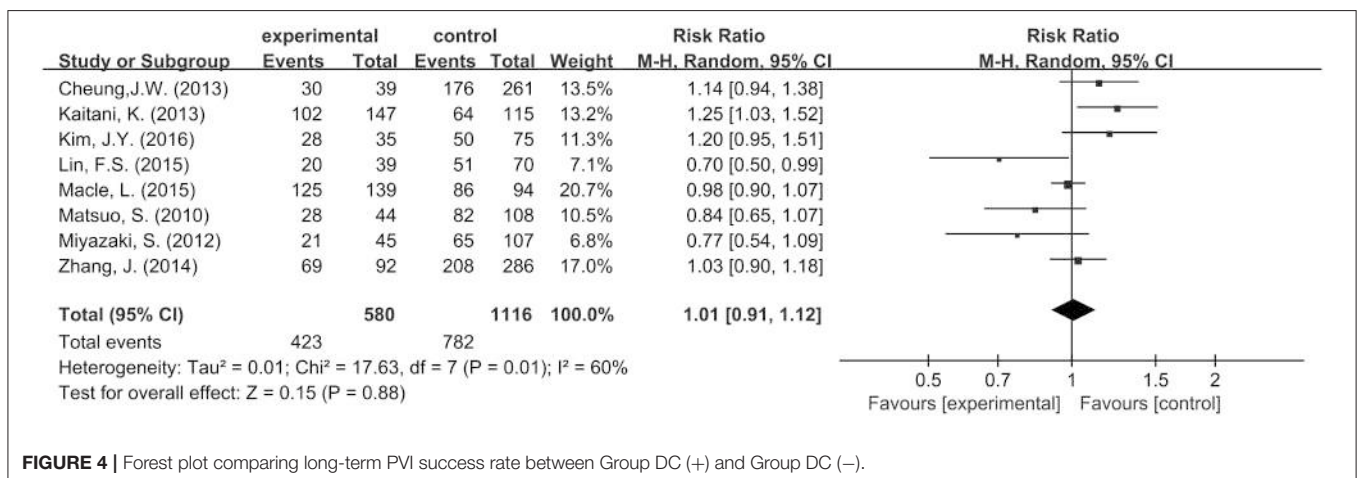 experimental control Risk Ratio Risk Ratio
Study or Subgroup Events Total Events Total Weight M-H, Random, 95% CI M-H, Random, 95% CI
Cheung,J.W. (2013) 30 39 176 261 13.5% 1.14 [0.94, 1.38]
Kaitani, K. (2013) 102 147 64 115 13.2% 1.25 [1.03, 1.52]
Kim, J.Y. (2016) 28 35 50 75 11.3% 1.20 [0.95, 1.51]
Lin, F.S. (2015) 20 39 51 70 7.1% 0.70 [0.50, 0.99]
Macle, L. (2015) 125 139 86 94 20.7% 0.98 [0.90, 1.07]
Matsuo, S. (2010) 28 44 82 108 10.5% 0.84 [0.65, 1.07]
Miyazaki, S. (2012) 21 45 65 107 6.8% 0.77 [0.54, 1.09]
Zhang, J. (2014) 69 92 208 286 17.0% 1.03 [0.90, 1.18]
Total (95% CI) 580 1116 100.0% 1.01 [0.91, 1.12]
Total events 423 782
Heterogeneity: Tau² = 0.01; Chi² = 17.63, df = 7 (P = 0.01); I² = 60%
Test for overall effect: Z = 0.15 (P = 0.88)
0.5 0.7 1 1.5 2
Favours [experimental] Favours [control]
FIGURE 4 | Forest plot comparing long-term PVI success rate between Group DC (+) and Group DC (−).